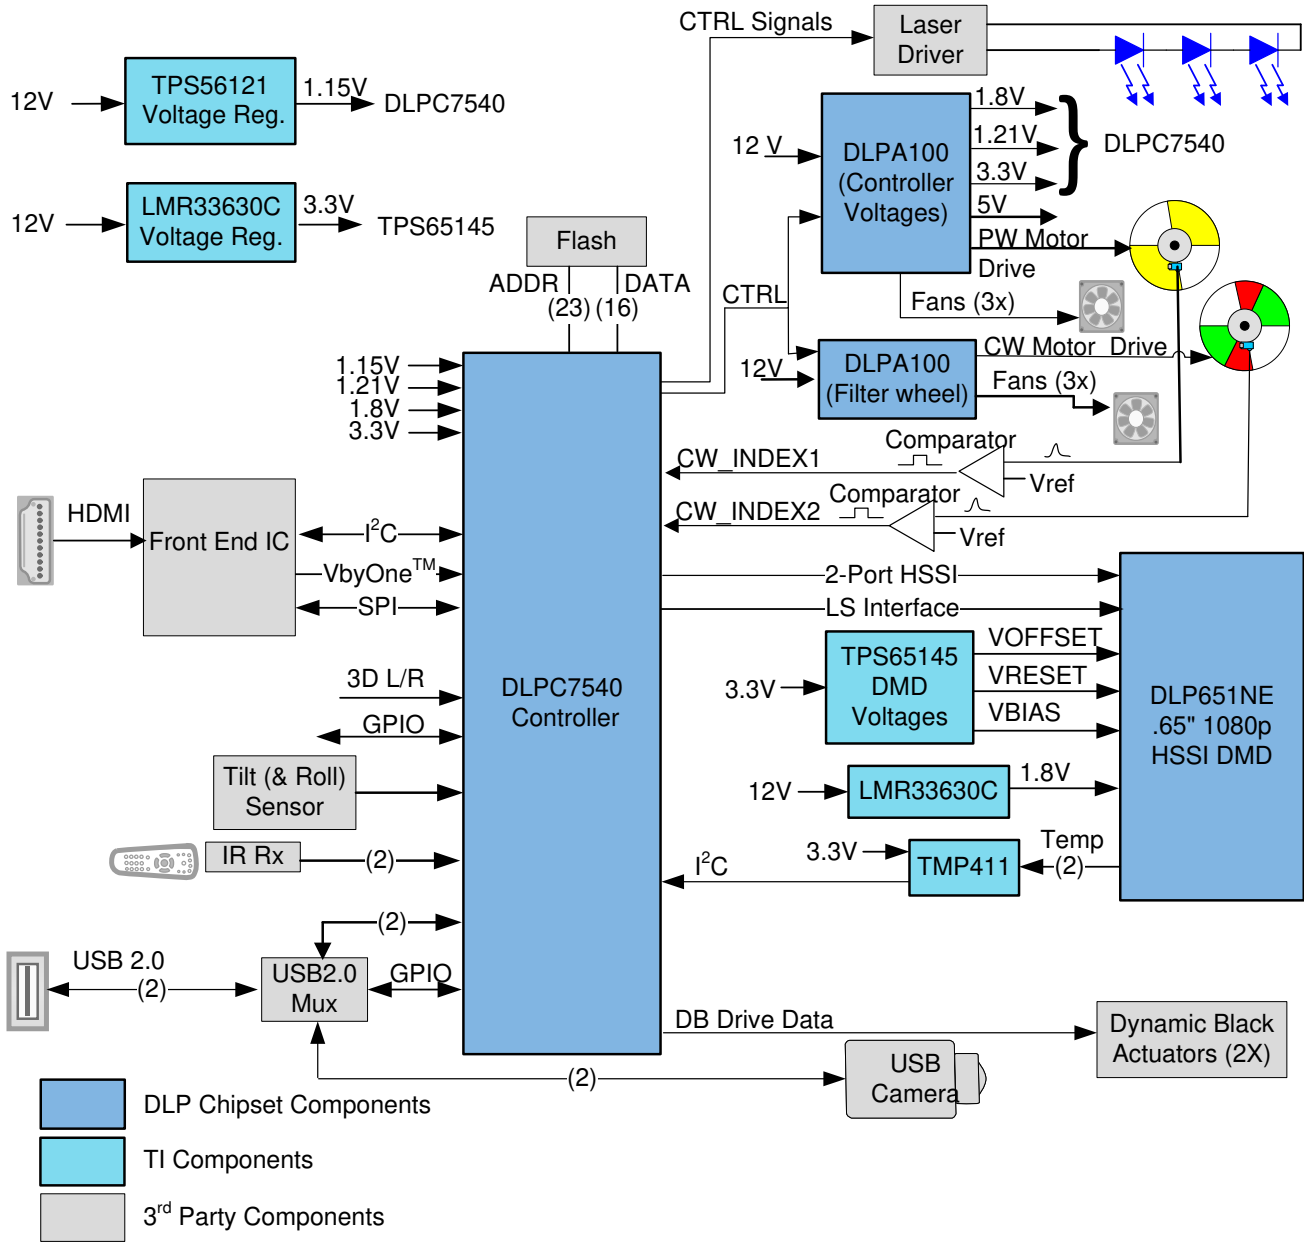 CTRL Signals
Laser
Driver
12V
TPS56121
Voltage Reg.
1.15V
DLPC7540
12V
LMR33630C
Voltage Reg.
3.3V
TPS65145
12 V
DLPA100
(Controller
Voltages)
1.8V
1.21V
3.3V
5V
DLPC7540
PW Motor
Drive
Fans (3x)
Flash
ADDR
(23)
DATA
(16)
CTRL
12V
DLPA100
(Filter wheel)
CW Motor Drive
Fans (3x)
1.15V
1.21V
1.8V
3.3V
CW_INDEX1
Comparator
Vref
CW_INDEX2
Comparator
Vref
HDMI
Front End IC
I2C
VbyOneTM
SPI
2-Port HSSI
LS Interface
DLPC7540
Controller
3D L/R
GPIO
Tilt (& Roll)
Sensor
IR Rx
(2)
3.3V
TPS65145
DMD
Voltages
VOFFSET
VRESET
VBIAS
DLP651NE
.65" 1080p
HSSI DMD
12V
LMR33630C
1.8V
3.3V
TMP411
Temp
(2)
I2C
(2)
USB 2.0
(2)
USB2.0
Mux
GPIO
DB Drive Data
Dynamic Black
Actuators (2X)
(2)
USB
Camera
DLP Chipset Components
TI Components
3rd Party Components